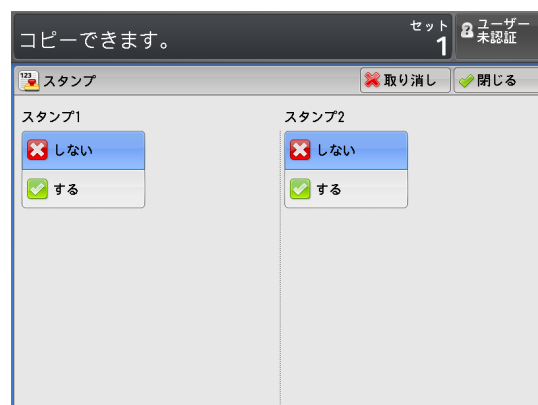 コピーできます。
セット
1
ユーザー
未認証
123
スタンプ
取り消し
閉じる
スタンプ1
しない
する
スタンプ2
しない
する